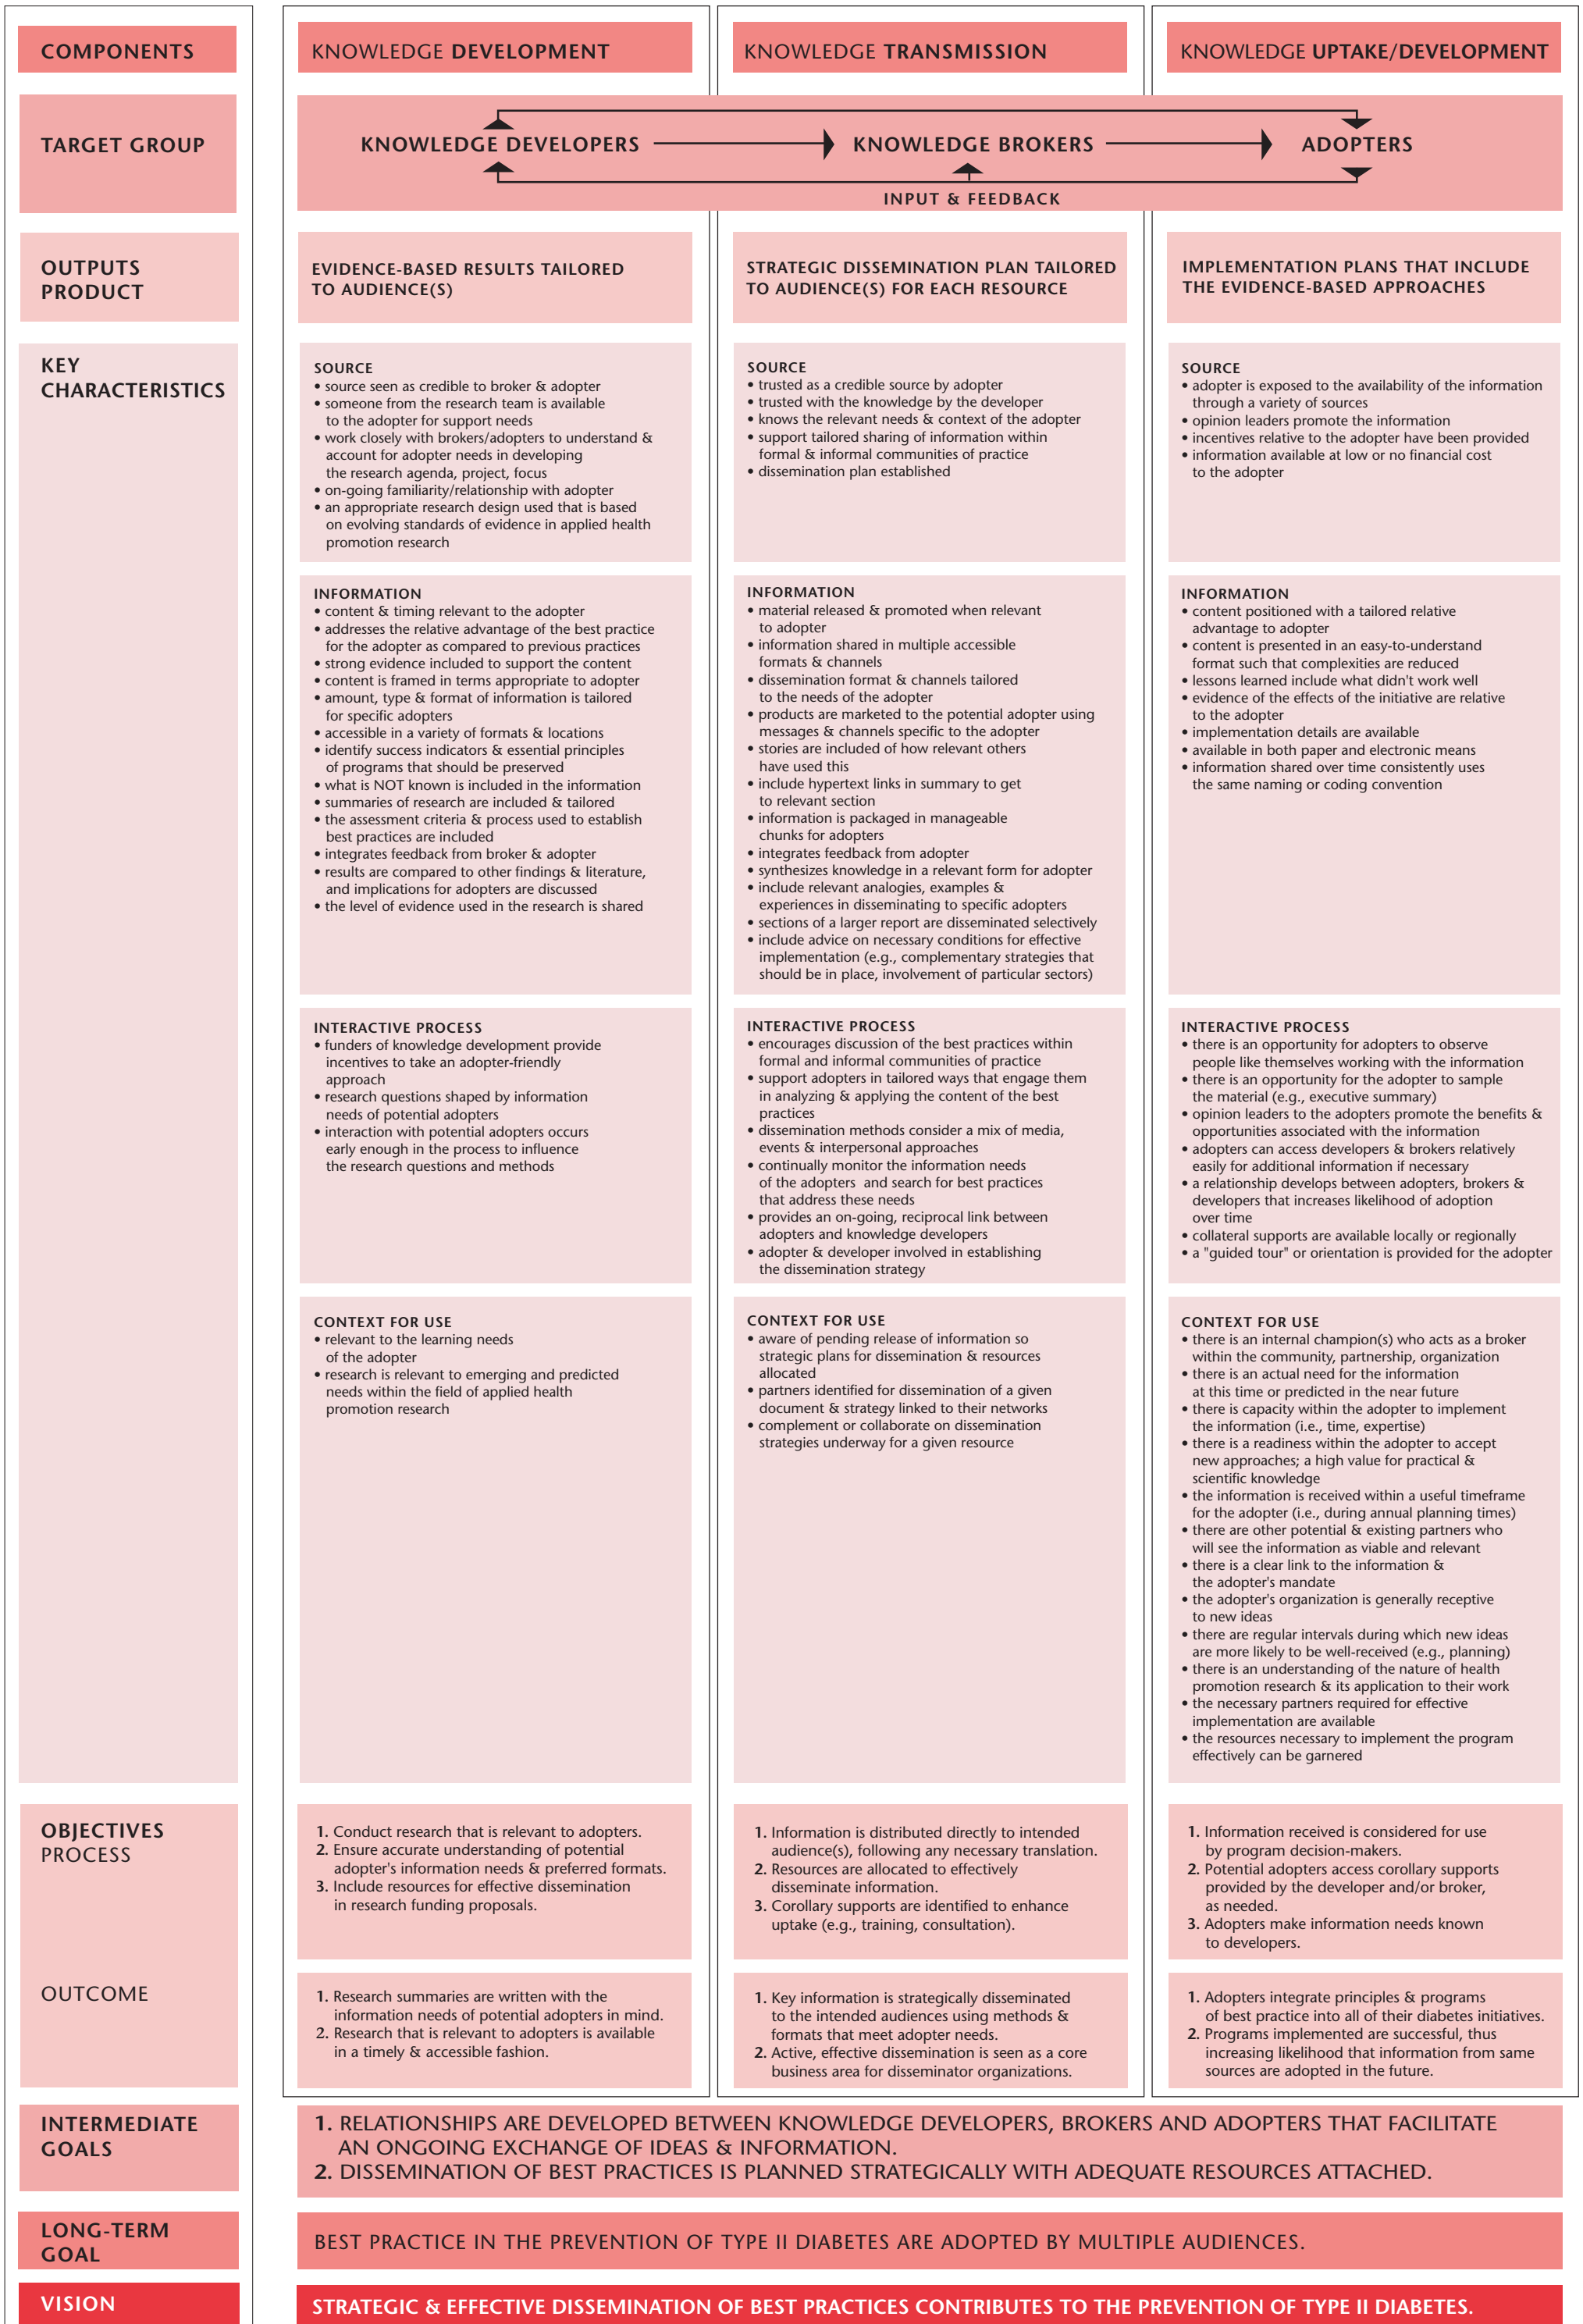 COMPONENTS
KNOWLEDGE DEVELOPMENT
KNOWLEDGE TRANSMISSION
KNOWLEDGE UPTAKE/DEVELOPMENT
TARGET GROUP
KNOWLEDGE DEVELOPERS
KNOWLEDGE BROKERS
ADOPTERS
INPUT & FEEDBACK
OUTPUTS
PRODUCT
EVIDENCE-BASED RESULTS TAILORED
TO AUDIENCE(S)
STRATEGIC DISSEMINATION PLAN TAILORED
TO AUDIENCE(S) FOR EACH RESOURCE
IMPLEMENTATION PLANS THAT INCLUDE
THE EVIDENCE-BASED APPROACHES
KEY
CHARACTERISTICS
SOURCE
• source seen as credible to broker & adopter
• someone from the research team is available
to the adopter for support needs
• work closely with brokers/adopters to understand &
account for adopter needs in developing
the research agenda, project, focus
• on-going familiarity/relationship with adopter
• an appropriate research design used that is based
on evolving standards of evidence in applied health
promotion research
SOURCE
• trusted as a credible source by adopter
• trusted with the knowledge by the developer
• knows the relevant needs & context of the adopter
• support tailored sharing of information within
formal & informal communities of practice
• dissemination plan established
SOURCE
• adopter is exposed to the availability of the information
through a variety of sources
• opinion leaders promote the information
• incentives relative to the adopter have been provided
• information available at low or no financial cost
to the adopter
INFORMATION
• content & timing relevant to the adopter
• addresses the relative advantage of the best practice
for the adopter as compared to previous practices
• strong evidence included to support the content
• content is framed in terms appropriate to adopter
• amount, type & format of information is tailored
for specific adopters
• accessible in a variety of formats & locations
• identify success indicators & essential principles
of programs that should be preserved
• what is NOT known is included in the information
• summaries of research are included & tailored
• the assessment criteria & process used to establish
best practices are included
• integrates feedback from broker & adopter
• results are compared to other findings & literature,
and implications for adopters are discussed
• the level of evidence used in the research is shared
INFORMATION
• material released & promoted when relevant
to adopter
• information shared in multiple accessible
formats & channels
• dissemination format & channels tailored
to the needs of the adopter
• products are marketed to the potential adopter using
messages & channels specific to the adopter
• stories are included of how relevant others
have used this
• include hypertext links in summary to get
to relevant section
• information is packaged in manageable
chunks for adopters
• integrates feedback from adopter
• synthesizes knowledge in a relevant form for adopter
• include relevant analogies, examples &
experiences in disseminating to specific adopters
• sections of a larger report are disseminated selectively
• include advice on necessary conditions for effective
implementation (e.g., complementary strategies that
should be in place, involvement of particular sectors)
INFORMATION
• content positioned with a tailored relative
advantage to adopter
• content is presented in an easy-to-understand
format such that complexities are reduced
• lessons learned include what didn't work well
• evidence of the effects of the initiative are relative
to the adopter
• implementation details are available
• available in both paper and electronic means
• information shared over time consistently uses
the same naming or coding convention
INTERACTIVE PROCESS
• funders of knowledge development provide
incentives to take an adopter-friendly
approach
• research questions shaped by information
needs of potential adopters
• interaction with potential adopters occurs
early enough in the process to influence
the research questions and methods
INTERACTIVE PROCESS
• encourages discussion of the best practices within
formal and informal communities of practice
• support adopters in tailored ways that engage them
in analyzing & applying the content of the best
practices
• dissemination methods consider a mix of media,
events & interpersonal approaches
• continually monitor the information needs
of the adopters and search for best practices
that address these needs
• provides an on-going, reciprocal link between
adopters and knowledge developers
• adopter & developer involved in establishing
the dissemination strategy
INTERACTIVE PROCESS
• there is an opportunity for adopters to observe
people like themselves working with the information
• there is an opportunity for the adopter to sample
the material (e.g., executive summary)
• opinion leaders to the adopters promote the benefits &
opportunities associated with the information
• adopters can access developers & brokers relatively
easily for additional information if necessary
• a relationship develops between adopters, brokers &
developers that increases likelihood of adoption
over time
• collateral supports are available locally or regionally
• a "guided tour" or orientation is provided for the adopter
CONTEXT FOR USE
• relevant to the learning needs
of the adopter
• research is relevant to emerging and predicted
needs within the field of applied health
promotion research
CONTEXT FOR USE
• aware of pending release of information so
strategic plans for dissemination & resources
allocated
• partners identified for dissemination of a given
document & strategy linked to their networks
• complement or collaborate on dissemination
strategies underway for a given resource
CONTEXT FOR USE
• there is an internal champion(s) who acts as a broker
within the community, partnership, organization
• there is an actual need for the information
at this time or predicted in the near future
• there is capacity within the adopter to implement
the information (i.e., time, expertise)
• there is a readiness within the adopter to accept
new approaches; a high value for practical &
scientific knowledge
• the information is received within a useful timeframe
for the adopter (i.e., during annual planning times)
• there are other potential & existing partners who
will see the information as viable and relevant
• there is a clear link to the information &
the adopter's mandate
• the adopter's organization is generally receptive
to new ideas
• there are regular intervals during which new ideas
are more likely to be well-received (e.g., planning)
• there is an understanding of the nature of health
promotion research & its application to their work
• the necessary partners required for effective
implementation are available
• the resources necessary to implement the program
effectively can be garnered
OBJECTIVES
PROCESS
1. Conduct research that is relevant to adopters.
2. Ensure accurate understanding of potential
adopter's information needs & preferred formats.
3. Include resources for effective dissemination
in research funding proposals.
1. Information is distributed directly to intended
audience(s), following any necessary translation.
2. Resources are allocated to effectively
disseminate information.
3. Corollary supports are identified to enhance
uptake (e.g., training, consultation).
1. Information received is considered for use
by program decision-makers.
2. Potential adopters access corollary supports
provided by the developer and/or broker,
as needed.
3. Adopters make information needs known
to developers.
OUTCOME
1. Research summaries are written with the
information needs of potential adopters in mind.
2. Research that is relevant to adopters is available
in a timely & accessible fashion.
1. Key information is strategically disseminated
to the intended audiences using methods &
formats that meet adopter needs.
2. Active, effective dissemination is seen as a core
business area for disseminator organizations.
1. Adopters integrate principles & programs
of best practice into all of their diabetes initiatives.
2. Programs implemented are successful, thus
increasing likelihood that information from same
sources are adopted in the future.
INTERMEDIATE
GOALS
1. RELATIONSHIPS ARE DEVELOPED BETWEEN KNOWLEDGE DEVELOPERS, BROKERS AND ADOPTERS THAT FACILITATE
AN ONGOING EXCHANGE OF IDEAS & INFORMATION.
2. DISSEMINATION OF BEST PRACTICES IS PLANNED STRATEGICALLY WITH ADEQUATE RESOURCES ATTACHED.
LONG-TERM
GOAL
BEST PRACTICE IN THE PREVENTION OF TYPE II DIABETES ARE ADOPTED BY MULTIPLE AUDIENCES.
VISION
STRATEGIC & EFFECTIVE DISSEMINATION OF BEST PRACTICES CONTRIBUTES TO THE PREVENTION OF TYPE II DIABETES.